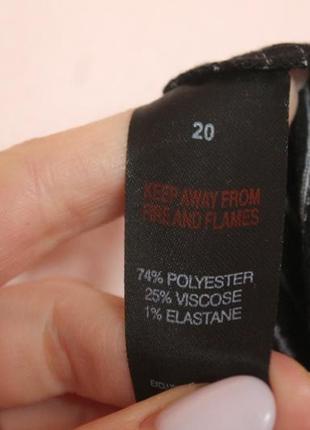 20
KEEP AWAY FROM
FIRE AND FLAMES
74% POLYESTER
25% VISCOSE
1% ELASTANE